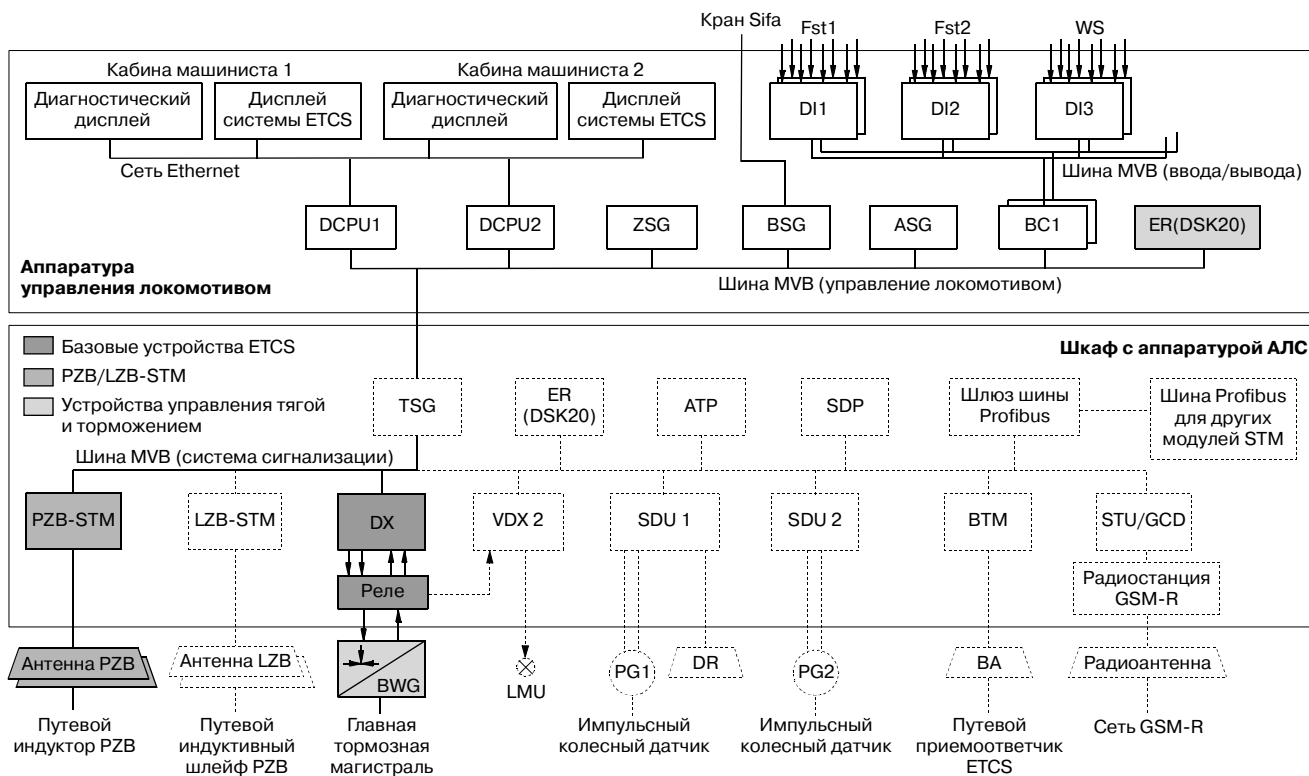 Кран Sifa
Fst1
Fst2
WS
Кабина машиниста 1
Кабина машиниста 2
Диагностический
дисплей
Дисплей
системы ETCS
Диагностический
дисплей
Дисплей
системы ETCS
DI1
DI2
DI3
Сеть Ethernet
Шина MVB (ввода/вывода)
DCPU1
DCPU2
ZSG
BSG
ASG
BC1
ER(DSK20)
Аппаратура
управления локомотивом
Шина MVB (управление локомотивом)
Базовые устройства ETCS
PZB/LZB-STM
Устройства управления тягой
и торможением
Шкаф с аппаратурой АЛС
TSG
ER
(DSK20)
ATP
SDP
Шлюз шины
Profibus
Шина Profibus
для других
модулей STM
Шина MVB (система сигнализации)
PZB-STM
LZB-STM
DX
VDX 2
SDU 1
SDU 2
BTM
STU/GCD
Реле
Радиостанция
GSM-R
Антенна PZB
Антенна LZB
BWG
LMU
PG1
DR
PG2
BA
Радиоантенна
Путевой
индуктор PZB
Путевой
индуктивный
шлейф PZB
Главная
тормозная
магистраль
Импульсный
колесный датчик
Импульсный
колесный датчик
Путевой
приемоответчик
ETCS
Сеть GSM-R